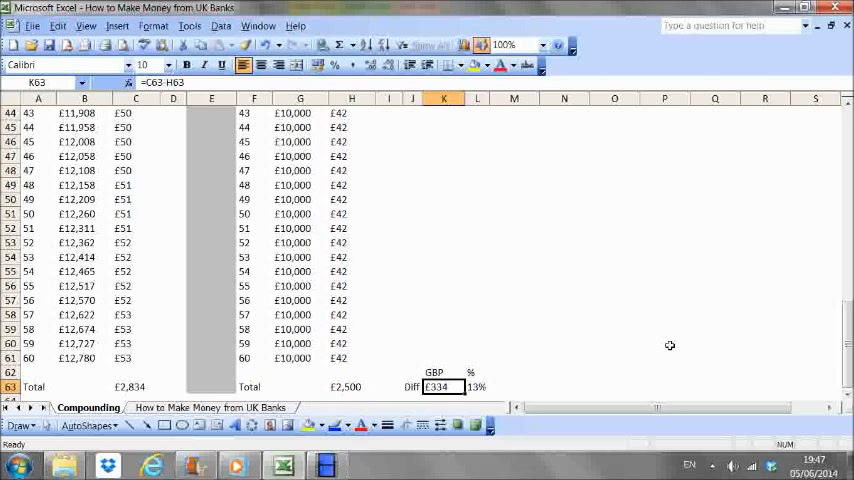 Microsoft Excel - How to Make Money from UK Banks
File Edit View Insert Format Tools Data Window Help Type a question for help
Σ 100%
Calibri 10 B I U % abc
K63 fx =C63-H63
A B C D E F G H I J K L M N O P Q R S
44 43 £11,908 £50 43 £10,000 £42
45 44 £11,958 £50 44 £10,000 £42
46 45 £12,008 £50 45 £10,000 £42
47 46 £12,058 £50 46 £10,000 £42
48 47 £12,108 £50 47 £10,000 £42
49 48 £12,158 £51 48 £10,000 £42
50 49 £12,209 £51 49 £10,000 £42
51 50 £12,260 £51 50 £10,000 £42
52 51 £12,311 £51 51 £10,000 £42
53 52 £12,362 £52 52 £10,000 £42
54 53 £12,414 £52 53 £10,000 £42
55 54 £12,465 £52 54 £10,000 £42
56 55 £12,517 £52 55 £10,000 £42
57 56 £12,570 £52 56 £10,000 £42
58 57 £12,622 £53 57 £10,000 £42
59 58 £12,674 £53 58 £10,000 £42
60 59 £12,727 £53 59 £10,000 £42
61 60 £12,780 £53 60 £10,000 £42
62 GBP %
63 Total £2,834 Total £2,500 Diff £334 13%
Compounding How to Make Money from UK Banks
Draw AutoShapes
Ready NUM
EN 19:47
05/06/2014